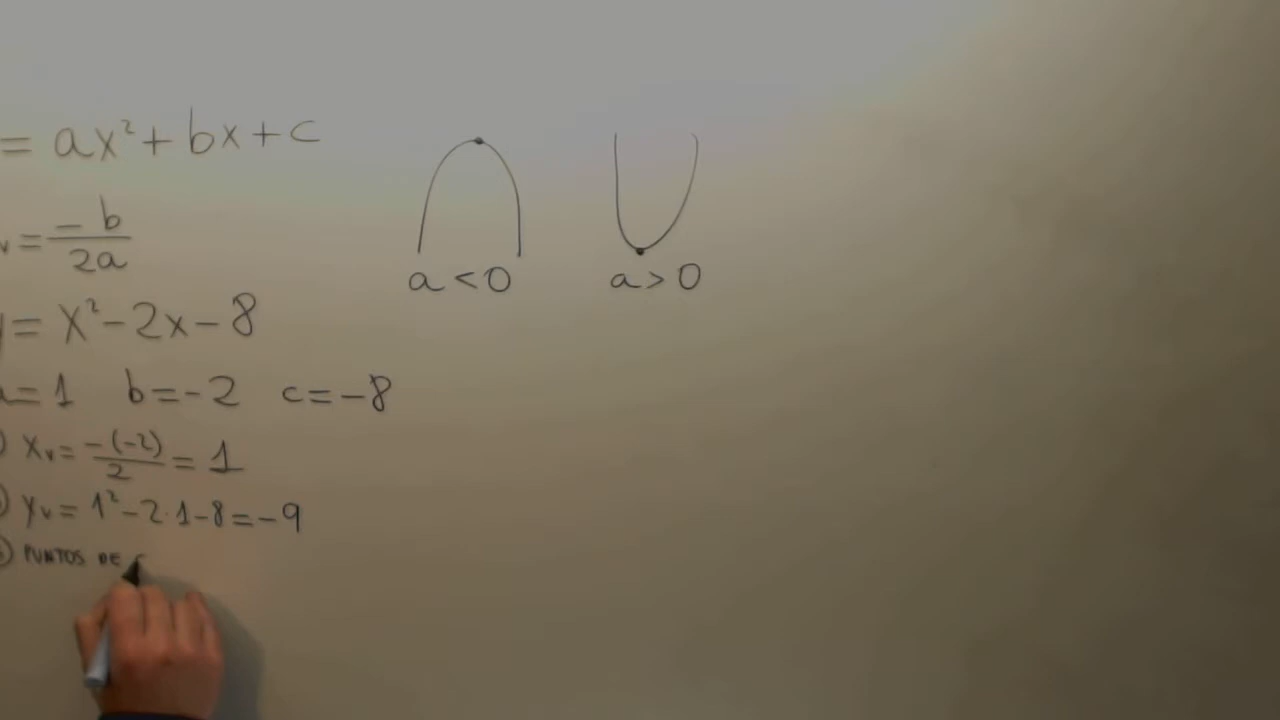 = ax²+bx+c
v = -b/2a
a<0 a>0
y= x²-2x-8
a=1 b=-2 c=-8
) Xv= -(-2)/2 = 1
) yv= 1²-2·1-8=-9
) PUNTOS DE C